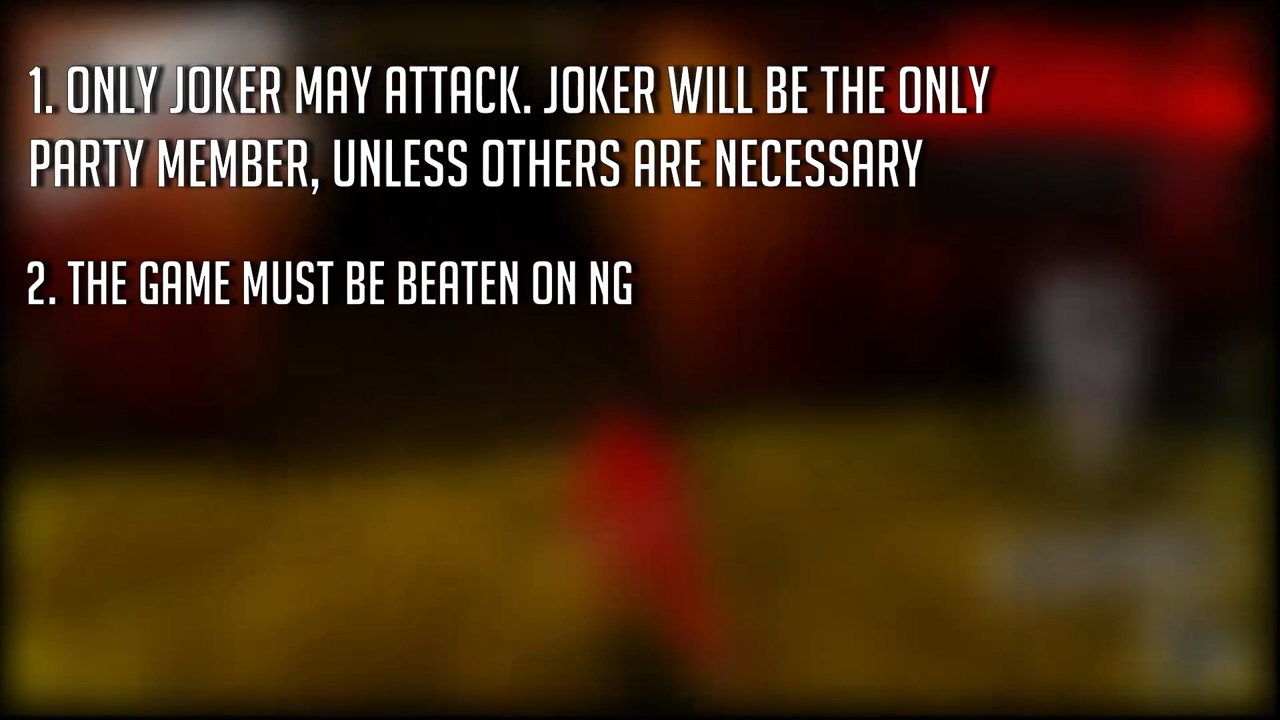 1. ONLY JOKER MAY ATTACK. JOKER WILL BE THE ONLY
PARTY MEMBER, UNLESS OTHERS ARE NECESSARY
2. THE GAME MUST BE BEATEN ON NG